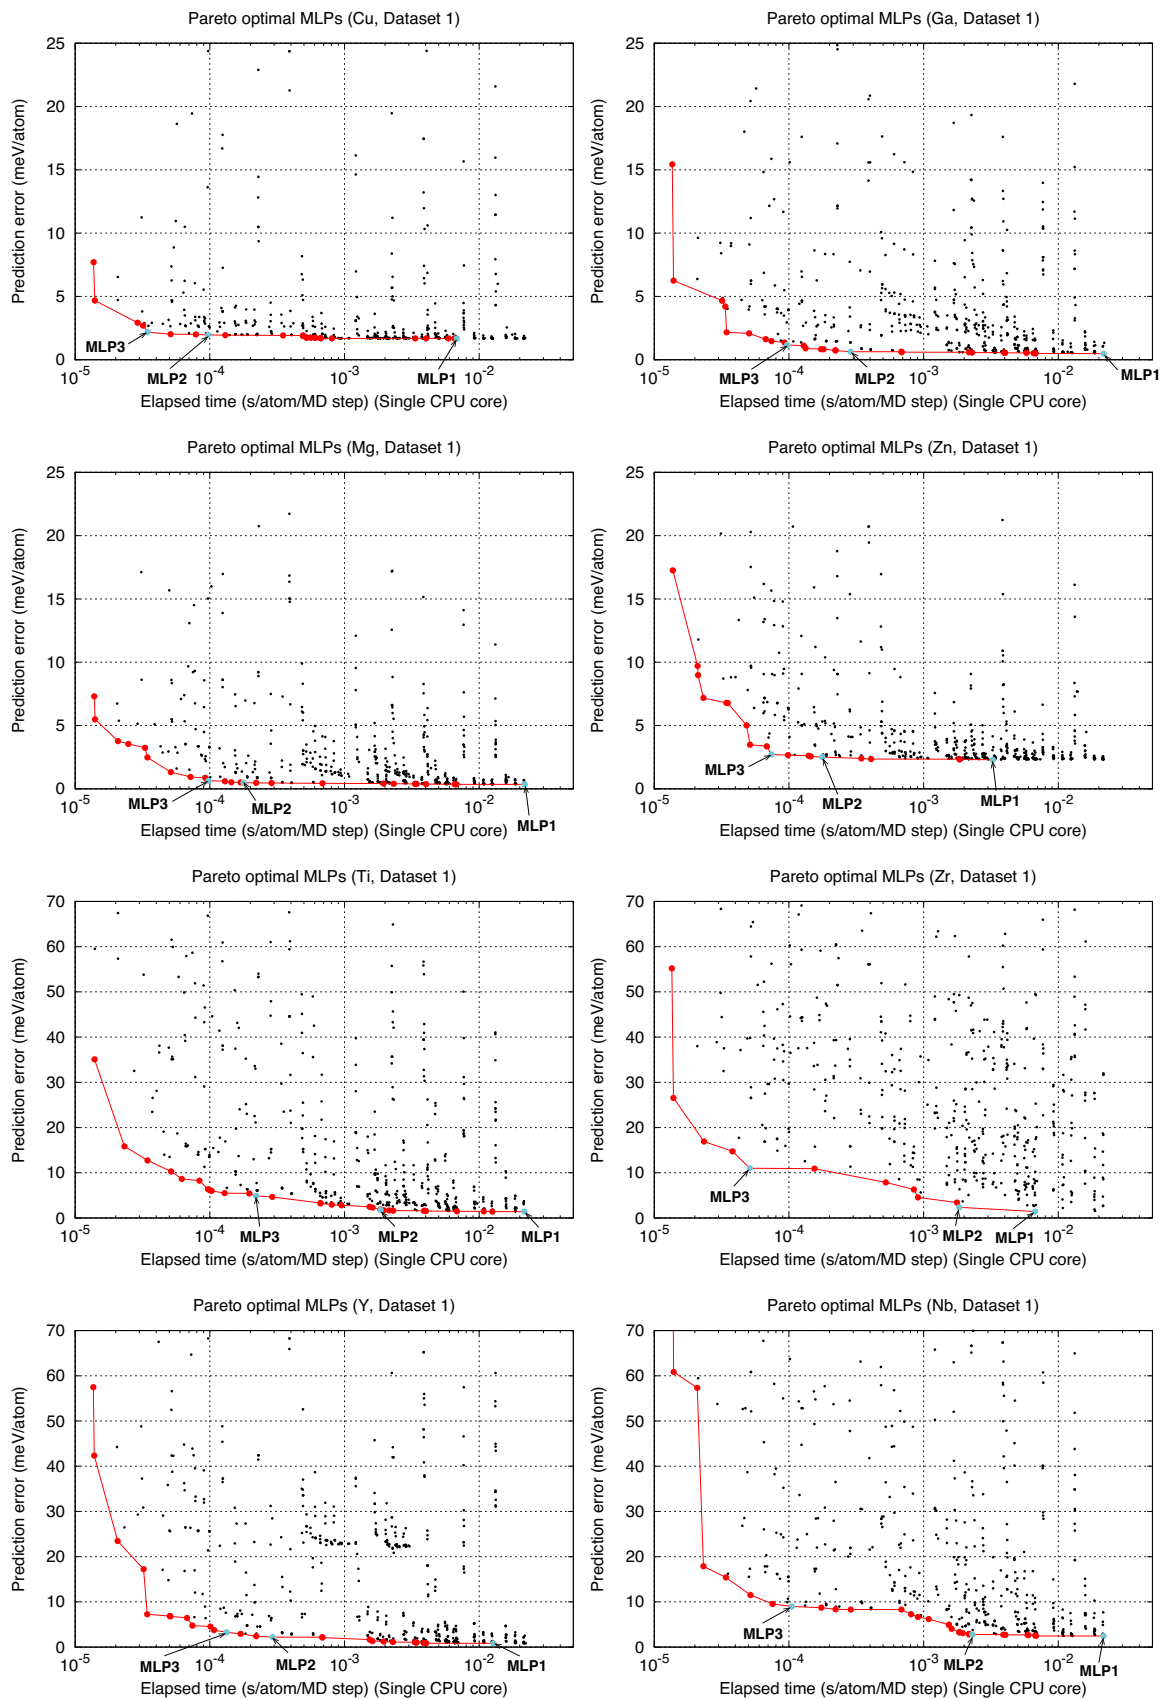 Pareto optimal MLPs (Cu, Dataset 1)
Prediction error (meV/atom)
25
20
15
10
5
0
MLP3
MLP2
MLP1
10-5
10-4
10-3
10-2
Elapsed time (s/atom/MD step) (Single CPU core)
Pareto optimal MLPs (Ga, Dataset 1)
Prediction error (meV/atom)
25
20
15
10
5
0
MLP3
MLP2
MLP1
10-5
10-4
10-3
10-2
Elapsed time (s/atom/MD step) (Single CPU core)
Pareto optimal MLPs (Mg, Dataset 1)
Prediction error (meV/atom)
25
20
15
10
5
0
MLP3
MLP2
MLP1
10-5
10-4
10-3
10-2
Elapsed time (s/atom/MD step) (Single CPU core)
Pareto optimal MLPs (Zn, Dataset 1)
Prediction error (meV/atom)
25
20
15
10
5
0
MLP3
MLP2
MLP1
10-5
10-4
10-3
10-2
Elapsed time (s/atom/MD step) (Single CPU core)
Pareto optimal MLPs (Ti, Dataset 1)
Prediction error (meV/atom)
70
60
50
40
30
20
10
0
MLP3
MLP2
MLP1
10-5
10-4
10-3
10-2
Elapsed time (s/atom/MD step) (Single CPU core)
Pareto optimal MLPs (Zr, Dataset 1)
Prediction error (meV/atom)
70
60
50
40
30
20
10
0
MLP3
MLP2
MLP1
10-5
10-4
10-3
10-2
Elapsed time (s/atom/MD step) (Single CPU core)
Pareto optimal MLPs (Y, Dataset 1)
Prediction error (meV/atom)
70
60
50
40
30
20
10
0
MLP3
MLP2
MLP1
10-5
10-4
10-3
10-2
Elapsed time (s/atom/MD step) (Single CPU core)
Pareto optimal MLPs (Nb, Dataset 1)
Prediction error (meV/atom)
70
60
50
40
30
20
10
0
MLP3
MLP2
MLP1
10-5
10-4
10-3
10-2
Elapsed time (s/atom/MD step) (Single CPU core)